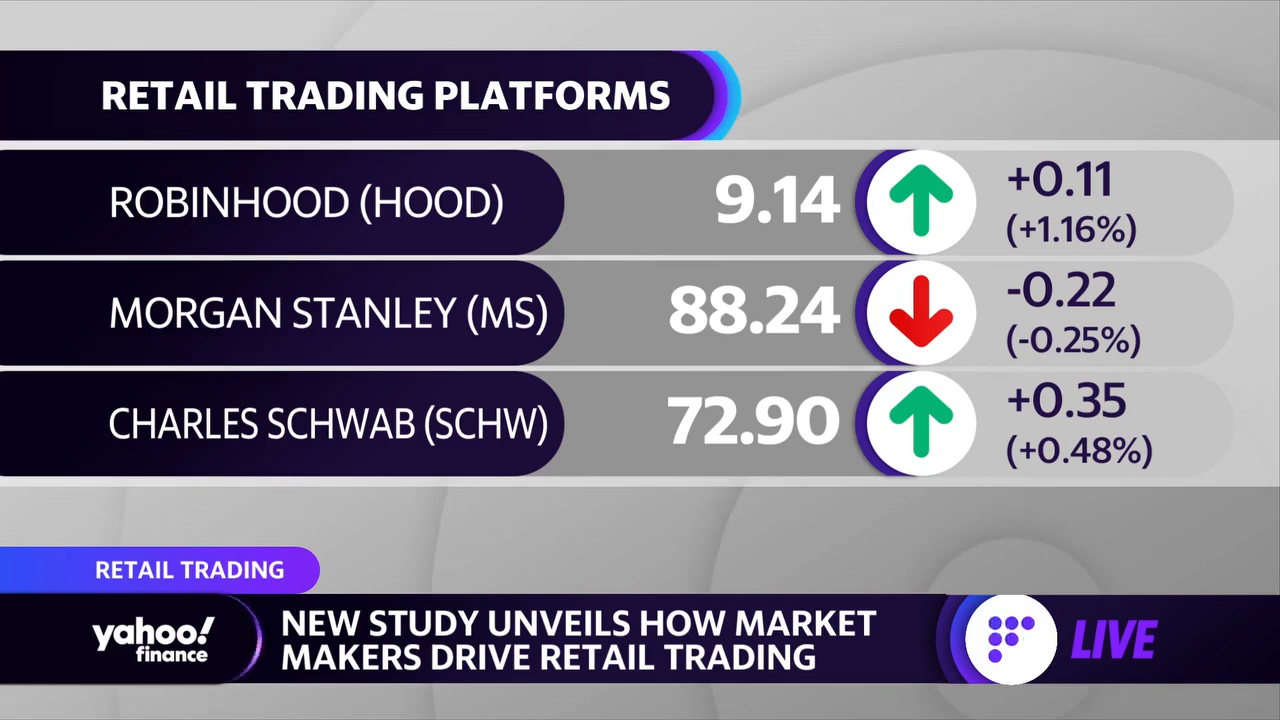 RETAIL TRADING PLATFORMS
ROBINHOOD (HOOD) 9.14 +0.11
(+1.16%)
MORGAN STANLEY (MS) 88.24 -0.22
(-0.25%)
CHARLES SCHWAB (SCHW) 72.90 +0.35
(+0.48%)
RETAIL TRADING
yahoo!
finance
NEW STUDY UNVEILS HOW MARKET
MAKERS DRIVE RETAIL TRADING
LIVE